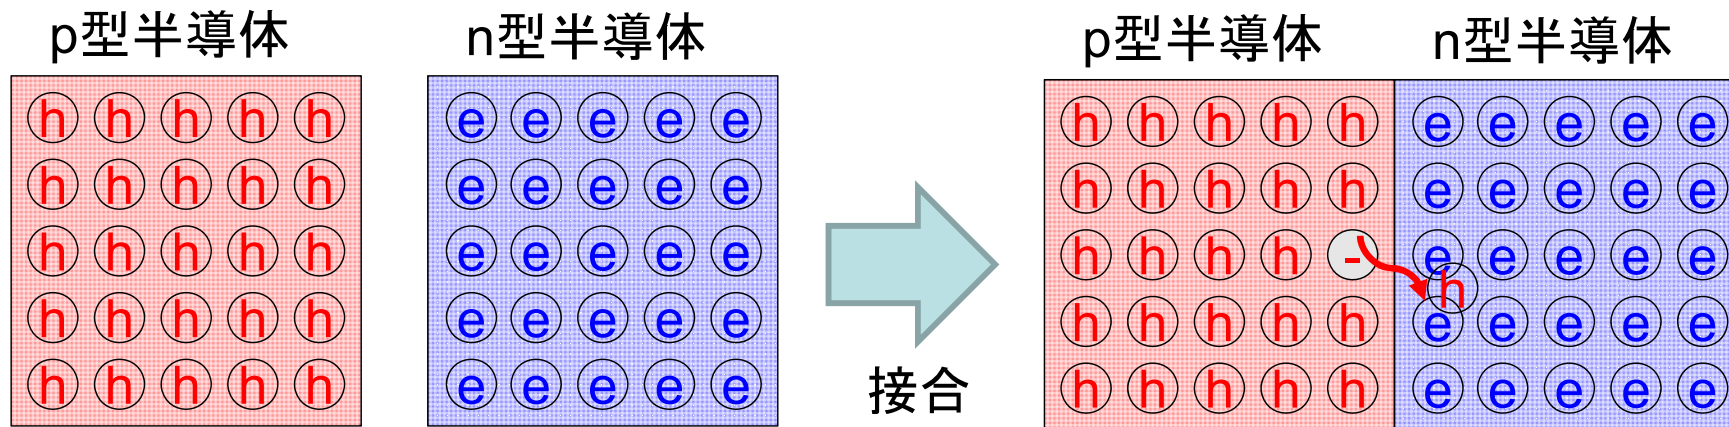 p型半導体 n型半導体 p型半導体 n型半導体
h h h h h e e e e e h h h h h e e e e e
h h h h h e e e e e h h h h h e e e e e
h h h h h e e e e e h h h h - e e e e e
h
h h h h h e e e e e h h h h h e e e e e
h h h h h e e e e e h h h h h e e e e e
接合